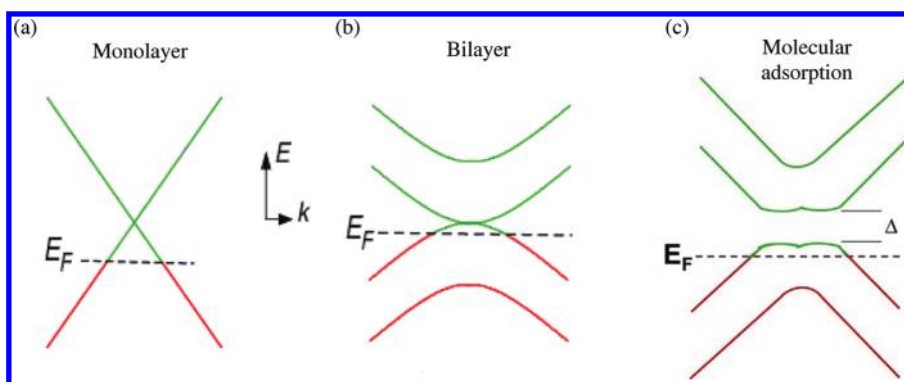 (a)
Monolayer
E
k
E_F
(b)
Bilayer
E_F
(c)
Molecular
adsorption
Δ
E_F